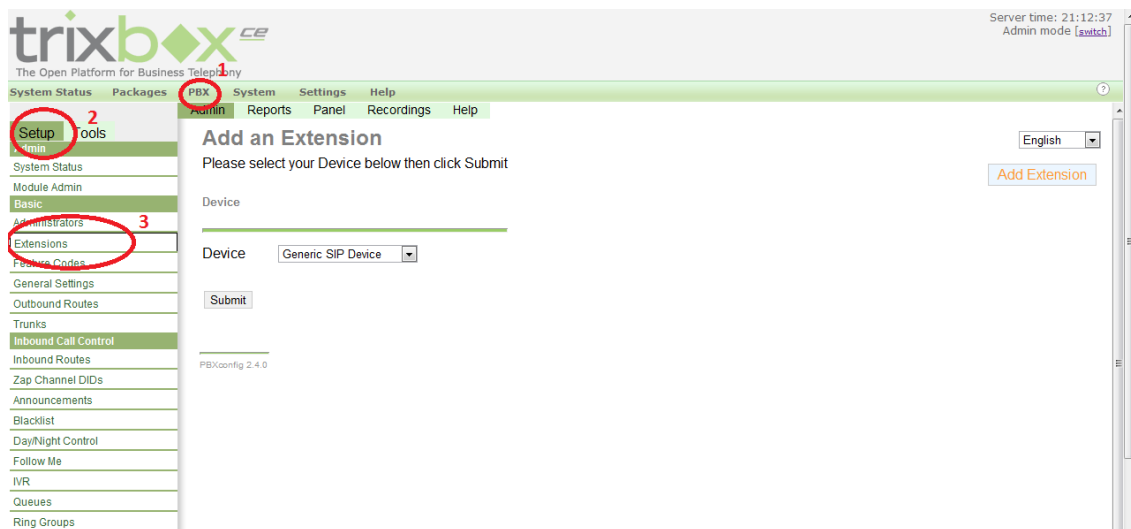 trixbox ce
The Open Platform for Business Telephony
Server time: 21:12:37
Admin mode [switch]
1
System Status Packages PBX System Settings Help ?
Admin Reports Panel Recordings Help
2
Setup Tools
Admin
System Status
Module Admin
Basic
Administrators
3
Extensions
Feature Codes
General Settings
Outbound Routes
Trunks
Inbound Call Control
Inbound Routes
Zap Channel DIDs
Announcements
Blacklist
Day/Night Control
Follow Me
IVR
Queues
Ring Groups
Add an Extension
English
Please select your Device below then click Submit
Add Extension
Device
Device Generic SIP Device
Submit
PBXconfig 2.4.0